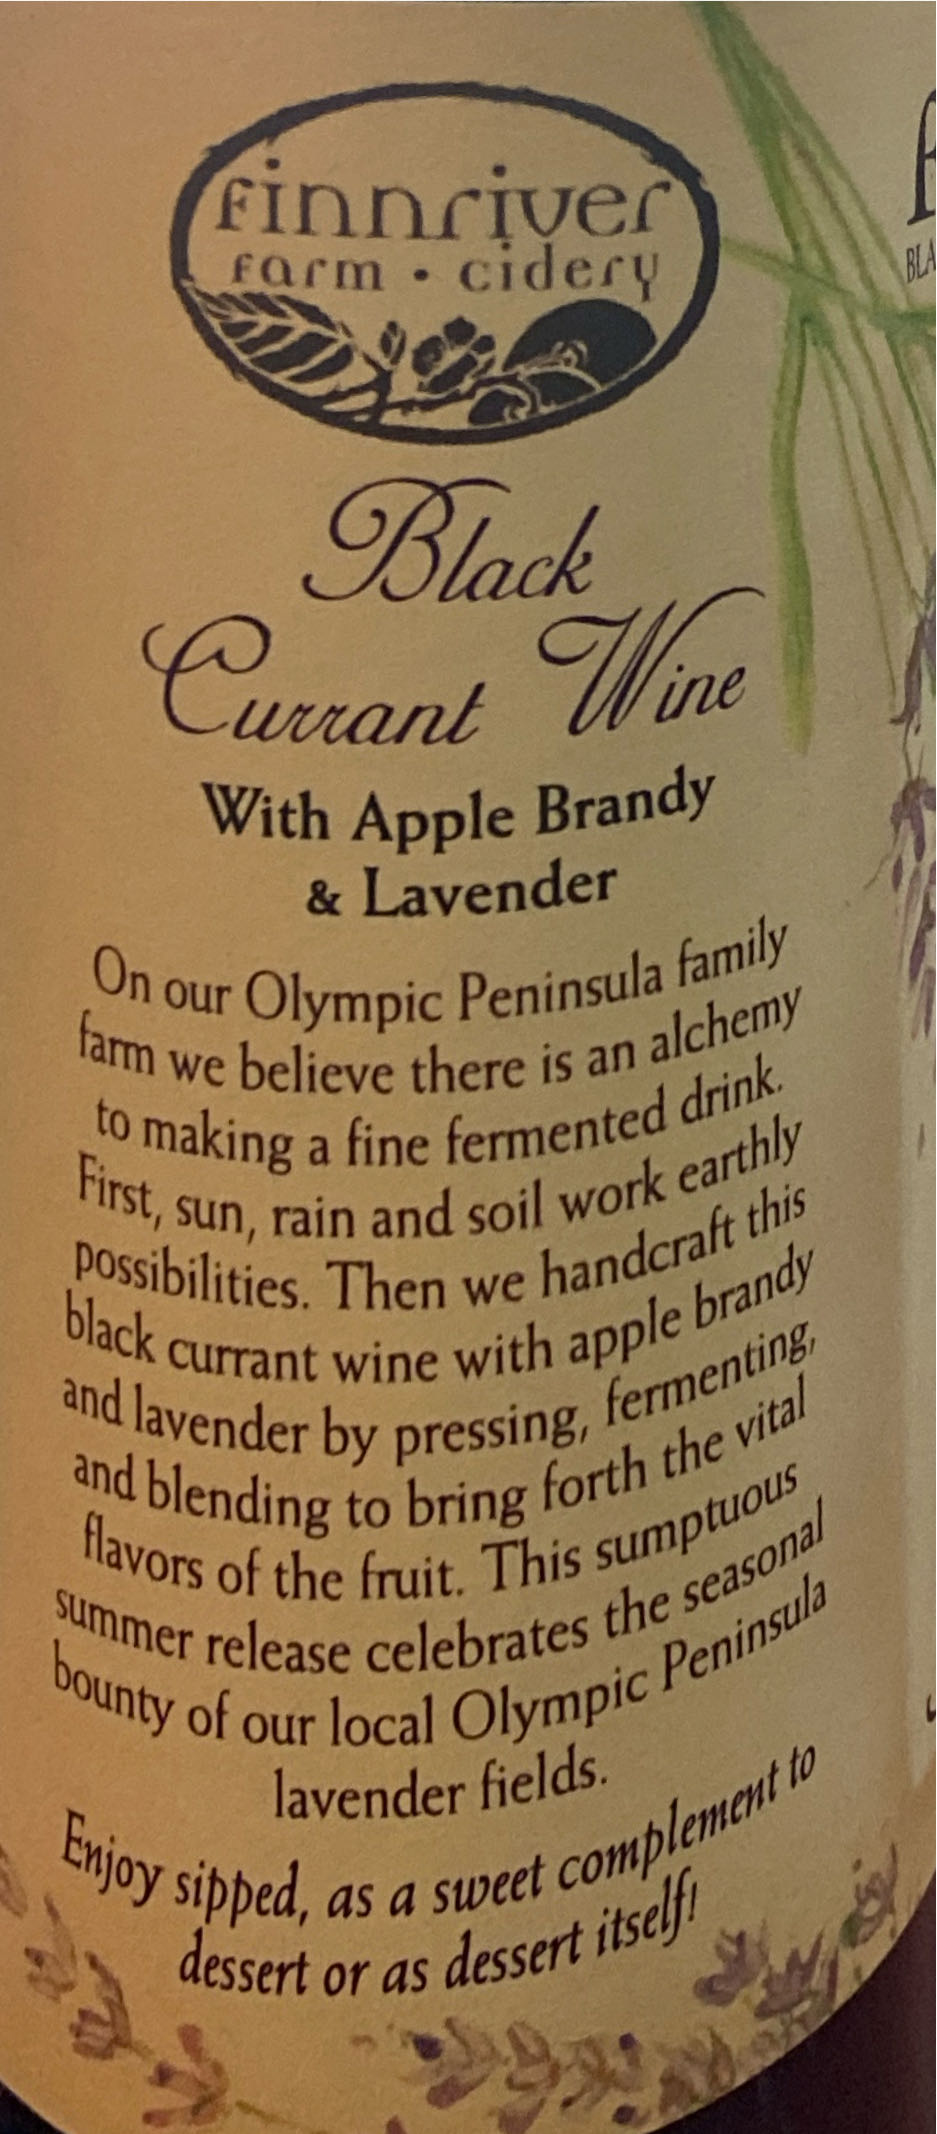 finnriver
farm • cidery
Black
Currant Wine
With Apple Brandy
& Lavender
On our Olympic Peninsula family
farm we believe there is an alchemy
to making a fine fermented drink.
First, sun, rain and soil work earthly
possibilities. Then we handcraft this
black currant wine with apple brandy
and lavender by pressing, fermenting,
and blending to bring forth the vital
flavors of the fruit. This sumptuous
summer release celebrates the seasonal
bounty of our local Olympic Peninsula
lavender fields.
Enjoy sipped, as a sweet complement to
dessert or as dessert itself!
BLA